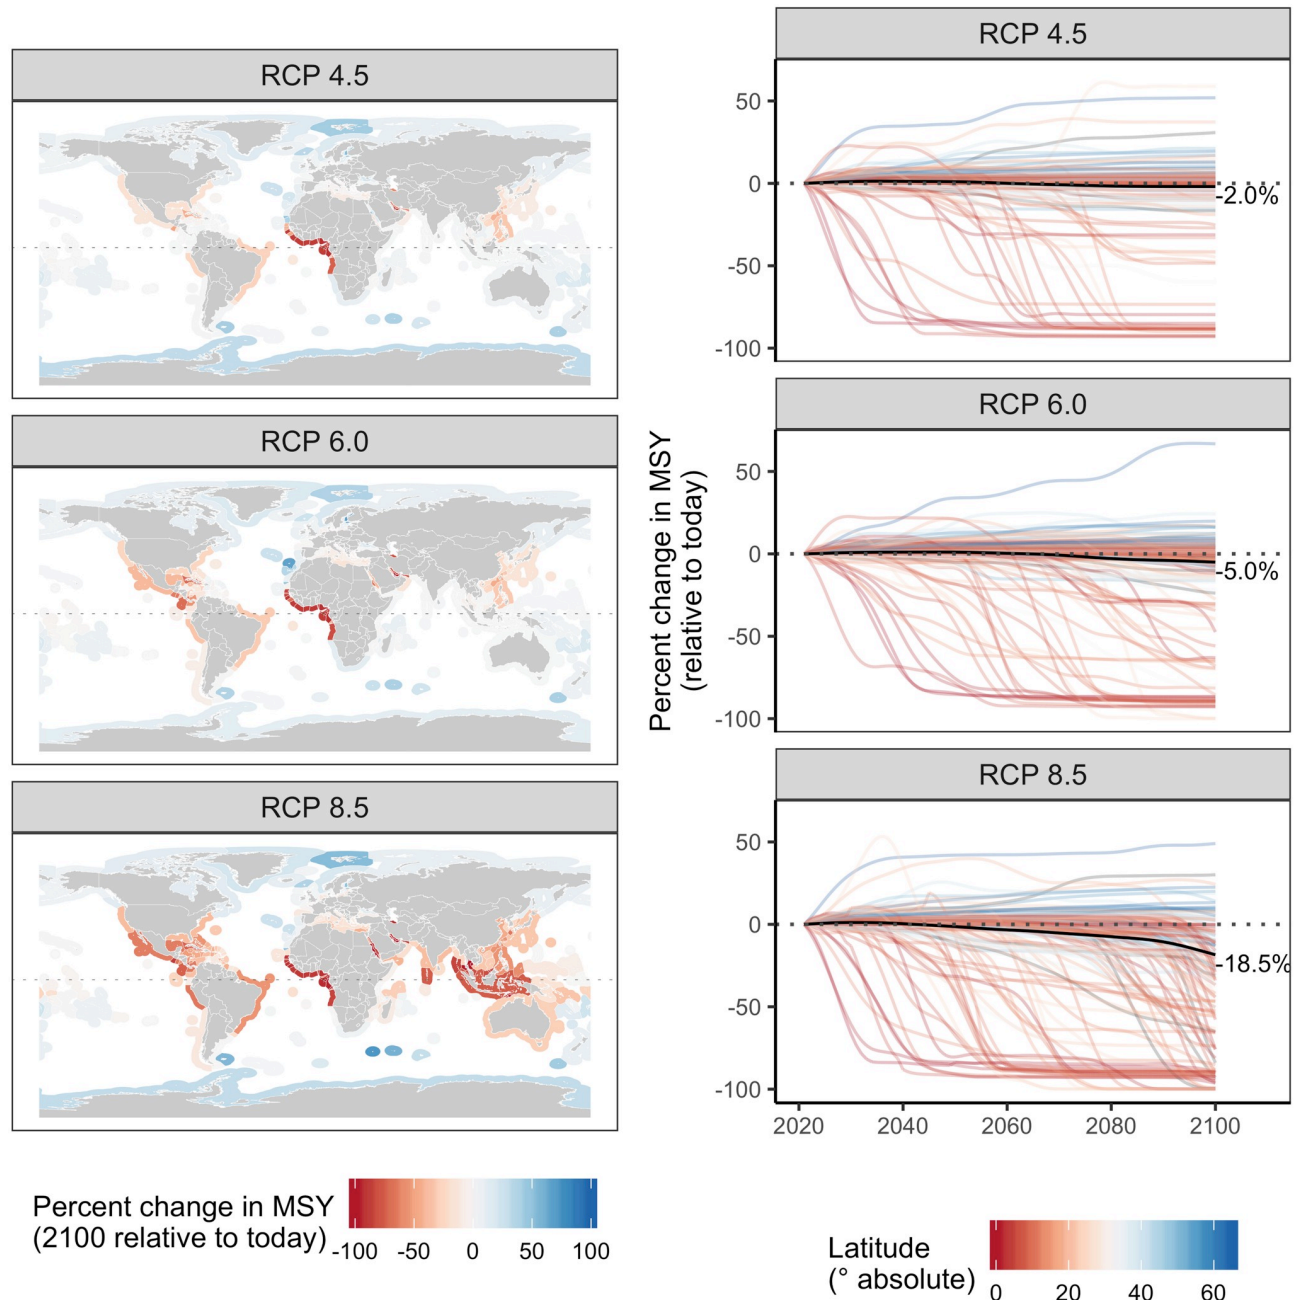 RCP 4.5
RCP 6.0
RCP 8.5
Percent change in MSY
(2100 relative to today)
-100 -50 0 50 100
Percent change in MSY
(relative to today)
RCP 4.5
50
0
-50
-100
-2.0%
RCP 6.0
50
0
-50
-100
-5.0%
RCP 8.5
50
0
-50
-100
-18.5%
2020 2040 2060 2080 2100
Latitude
(° absolute)
0 20 40 60